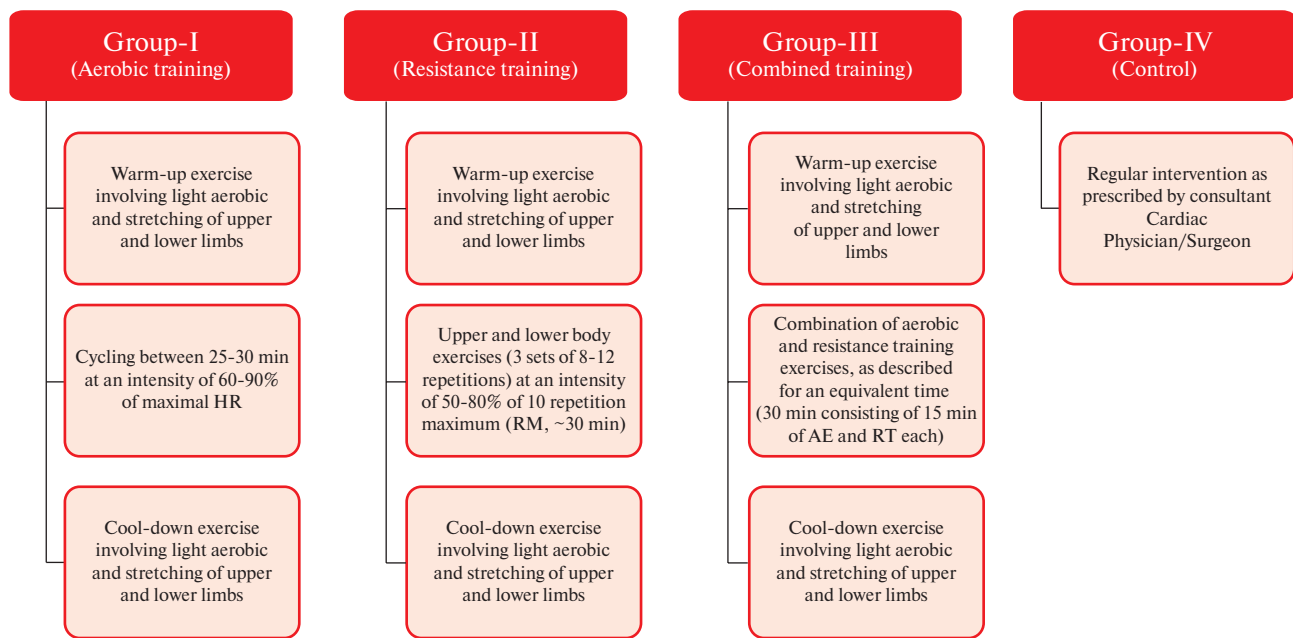 Group-I
(Aerobic training)
Warm-up exercise
involving light aerobic
and stretching of upper
and lower limbs
Cycling between 25-30 min
at an intensity of 60-90%
of maximal HR
Cool-down exercise
involving light aerobic
and stretching of upper
and lower limbs
Group-II
(Resistance training)
Warm-up exercise
involving light aerobic
and stretching of upper
and lower limbs
Upper and lower body
exercises (3 sets of 8-12
repetitions) at an intensity
of 50-80% of 10 repetition
maximum (RM, ~30 min)
Cool-down exercise
involving light aerobic
and stretching of upper
and lower limbs
Group-III
(Combined training)
Warm-up exercise
involving light aerobic
and stretching
of upper and lower
limbs
Combination of aerobic
and resistance training
exercises, as described
for an equivalent time
(30 min consisting of 15 min
of AE and RT each)
Cool-down exercise
involving light aerobic
and stretching of upper
and lower limbs
Group-IV
(Control)
Regular intervention as
prescribed by consultant
Cardiac
Physician/Surgeon